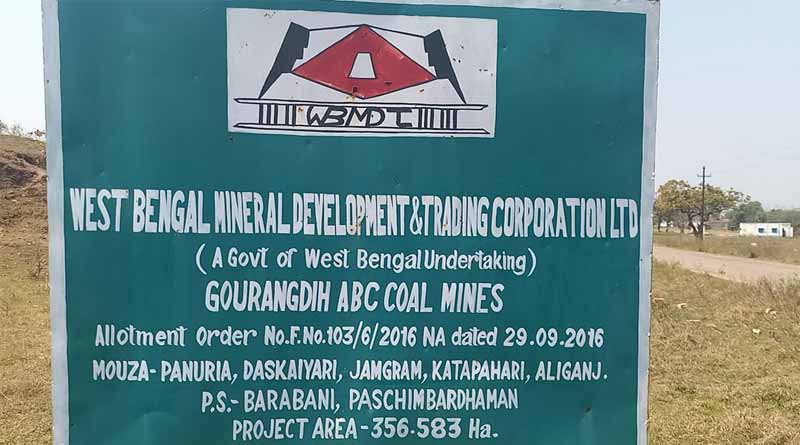 WBMDTC
WEST BENGAL MINERAL DEVELOPMENT & TRADING CORPORATION LTD
(A Govt of West Bengal Undertaking)
GOURANGDIH ABC COAL MINES
Allotment Order No.F.No.103/6/2016 NA dated 29.09.2016
MOUZA-PANURIA, DASKAIYARI, JAMGRAM, KATAPAHARI, ALIGANJ.
P.S.- BARABANI, PASCHIM BARDHAMAN
PROJECT AREA-356.583 Ha.